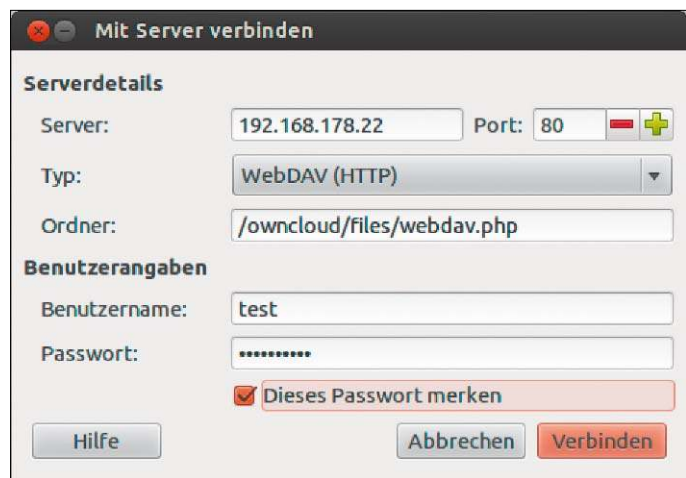 Mit Server verbinden
Serverdetails
Server: 192.168.178.22 Port: 80
Typ: WebDAV (HTTP)
Ordner: /owncloud/files/webdav.php
Benutzerangaben
Benutzername: test
Passwort: ••••••••••
Dieses Passwort merken
Hilfe Abbrechen Verbinden